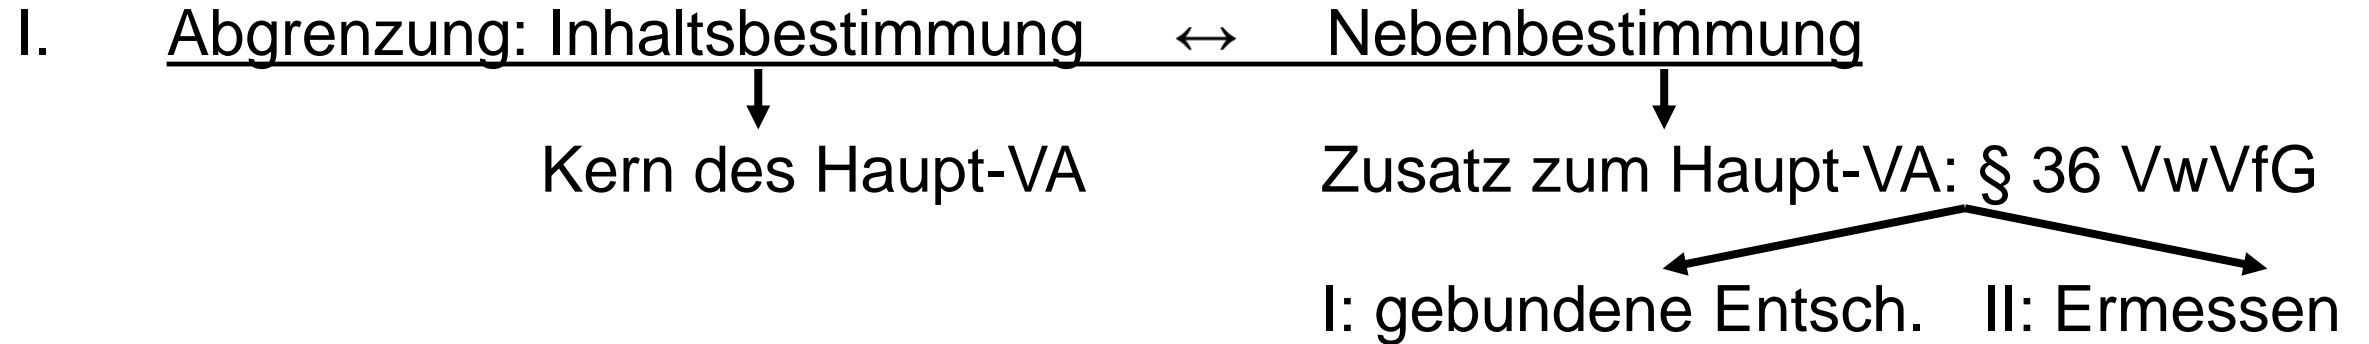 I. Abgrenzung: Inhaltsbestimmung ↔ Nebenbestimmung
Kern des Haupt-VA Zusatz zum Haupt-VA: § 36 VwVfG
I: gebundene Entsch. II: Ermessen